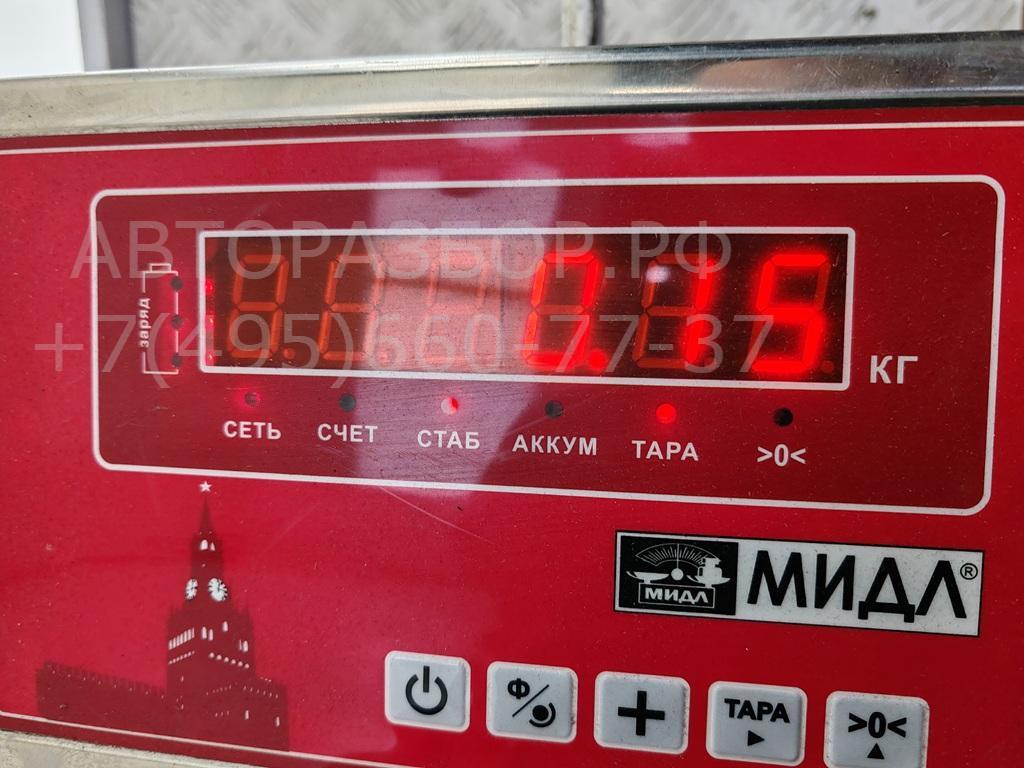 АВТОРАЗБОР.РФ
+7(495)660-77-37
заряд
0.15
КГ
СЕТЬ СЧЕТ СТАБ АККУМ ТАРА >0<
МИДЛ МИДЛ®
Ф
ТАРА
>0<